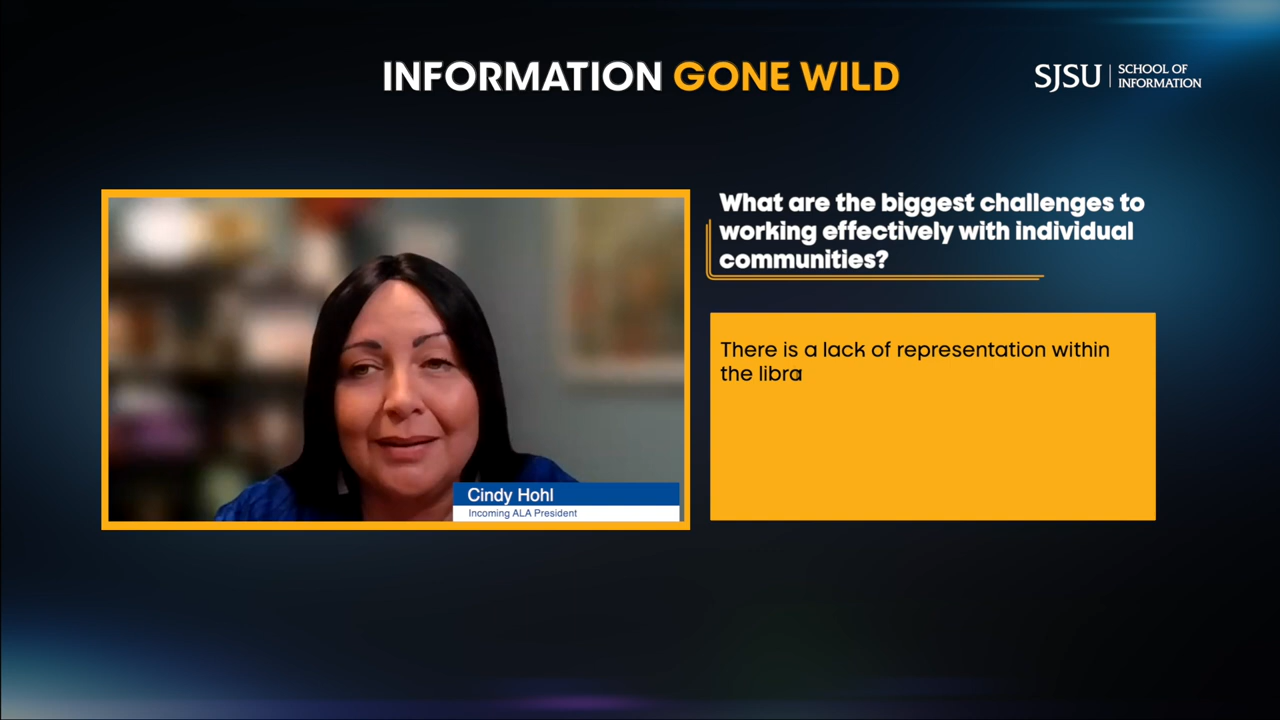 INFORMATION GONE WILD
SJSU
SCHOOL OF
INFORMATION
What are the biggest challenges to
working effectively with individual
communities?
There is a lack of representation within
the libra
Cindy Hohl
Incoming ALA President